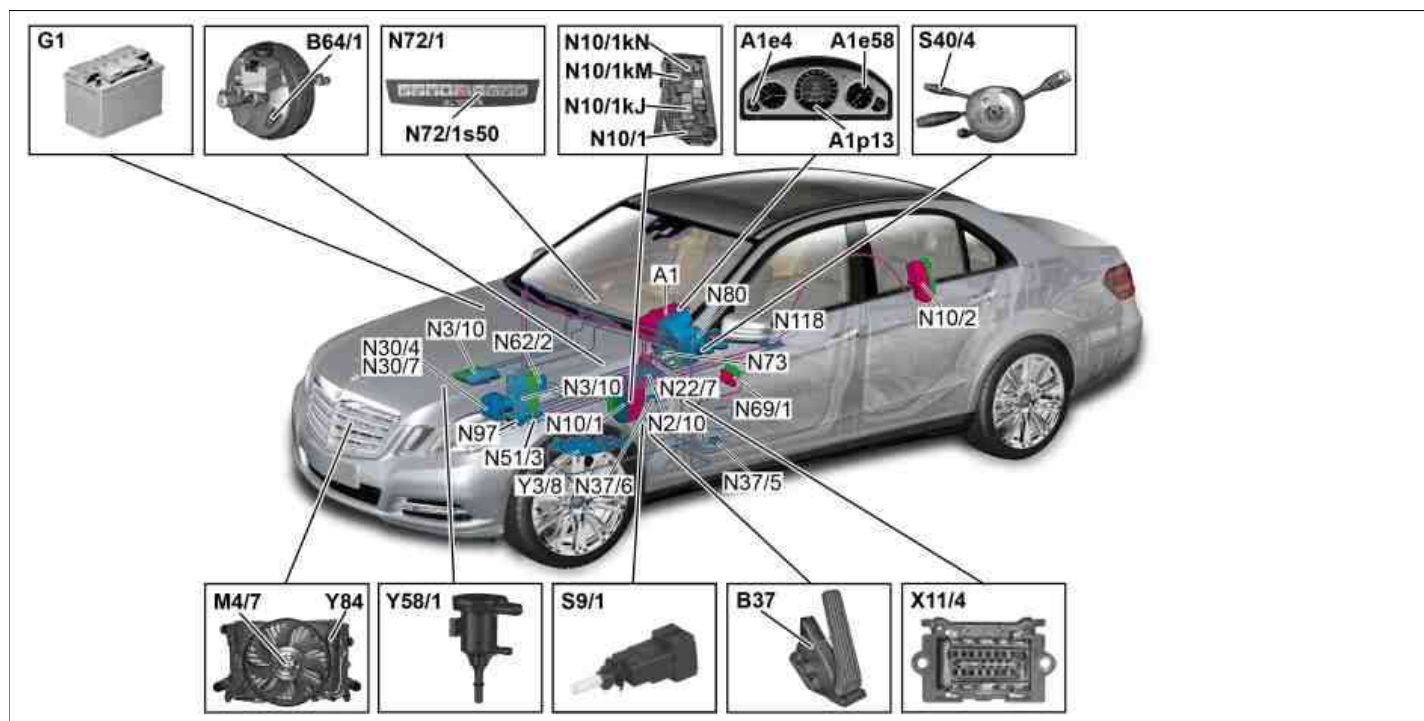 G1
B64/1
N72/1
N72/1s50
N10/1kN
N10/1kM
N10/1kJ
N10/1
A1e4 A1e58
A1p13
S40/4
A1
N80
N118
N10/2
N3/10
N62/2
N30/4
N30/7
N73
N3/10
N22/7
N69/1
N97
N10/1
N2/10
N51/3
Y3/8
N37/6
N37/5
M4/7 Y84
Y58/1
S9/1
B37
X11/4